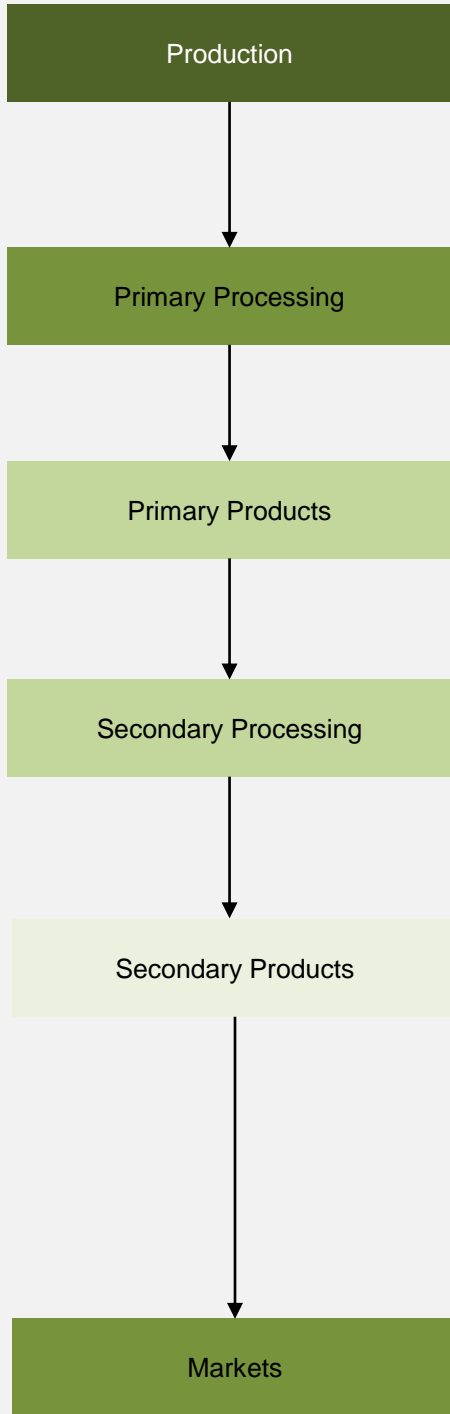 Production
Primary Processing
Primary Products
Secondary Processing
Secondary Products
Markets